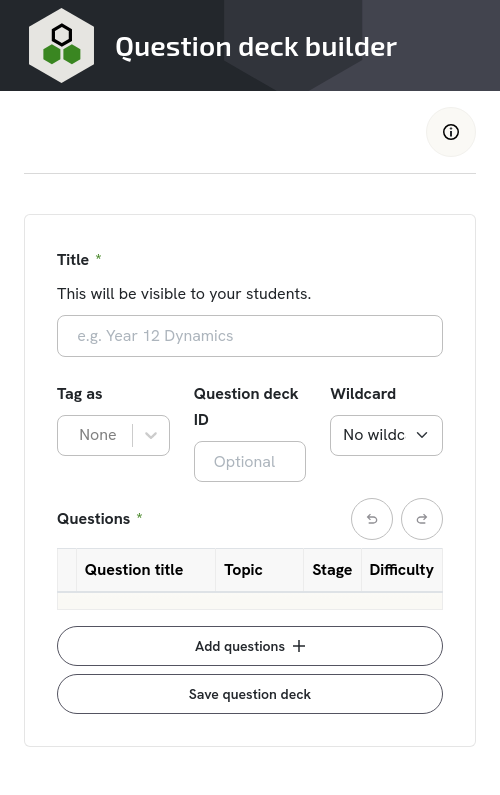 Question deck builder
Title *
This will be visible to your students.
e.g. Year 12 Dynamics
Tag as
Question deck
ID
Wildcard
None
Optional
No wildc
Questions *
Question title Topic Stage Difficulty
Add questions +
Save question deck